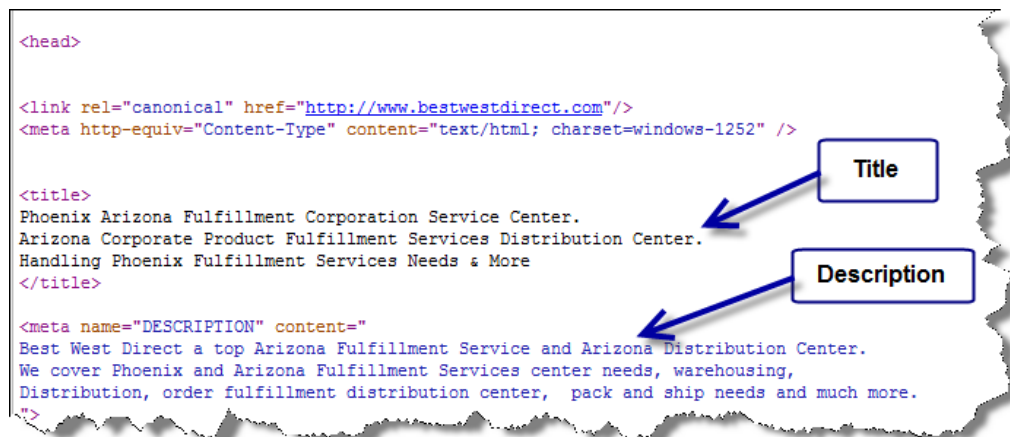 <head>
<link rel="canonical" href="http://www.bestwestdirect.com"/>
<meta http-equiv="Content-Type" content="text/html; charset=windows-1252" />
Title
<title>
Phoenix Arizona Fulfillment Corporation Service Center.
Arizona Corporate Product Fulfillment Services Distribution Center.
Handling Phoenix Fulfillment Services Needs & More
</title>
Description
<meta name="DESCRIPTION" content="
Best West Direct a top Arizona Fulfillment Service and Arizona Distribution Center.
We cover Phoenix and Arizona Fulfillment Services center needs, warehousing,
Distribution, order fulfillment distribution center,  pack and ship needs and much more.
">